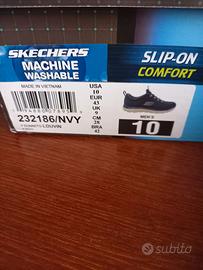 SKECHERS
MACHINE
WASHABLE
SLIP-ON
COMFORT
MADE IN VIETNAM
232186/NVY
LOUVIN
USA
10
EUR
43
UK
9
CM
28
BRA
42
MEN'S
10
subito